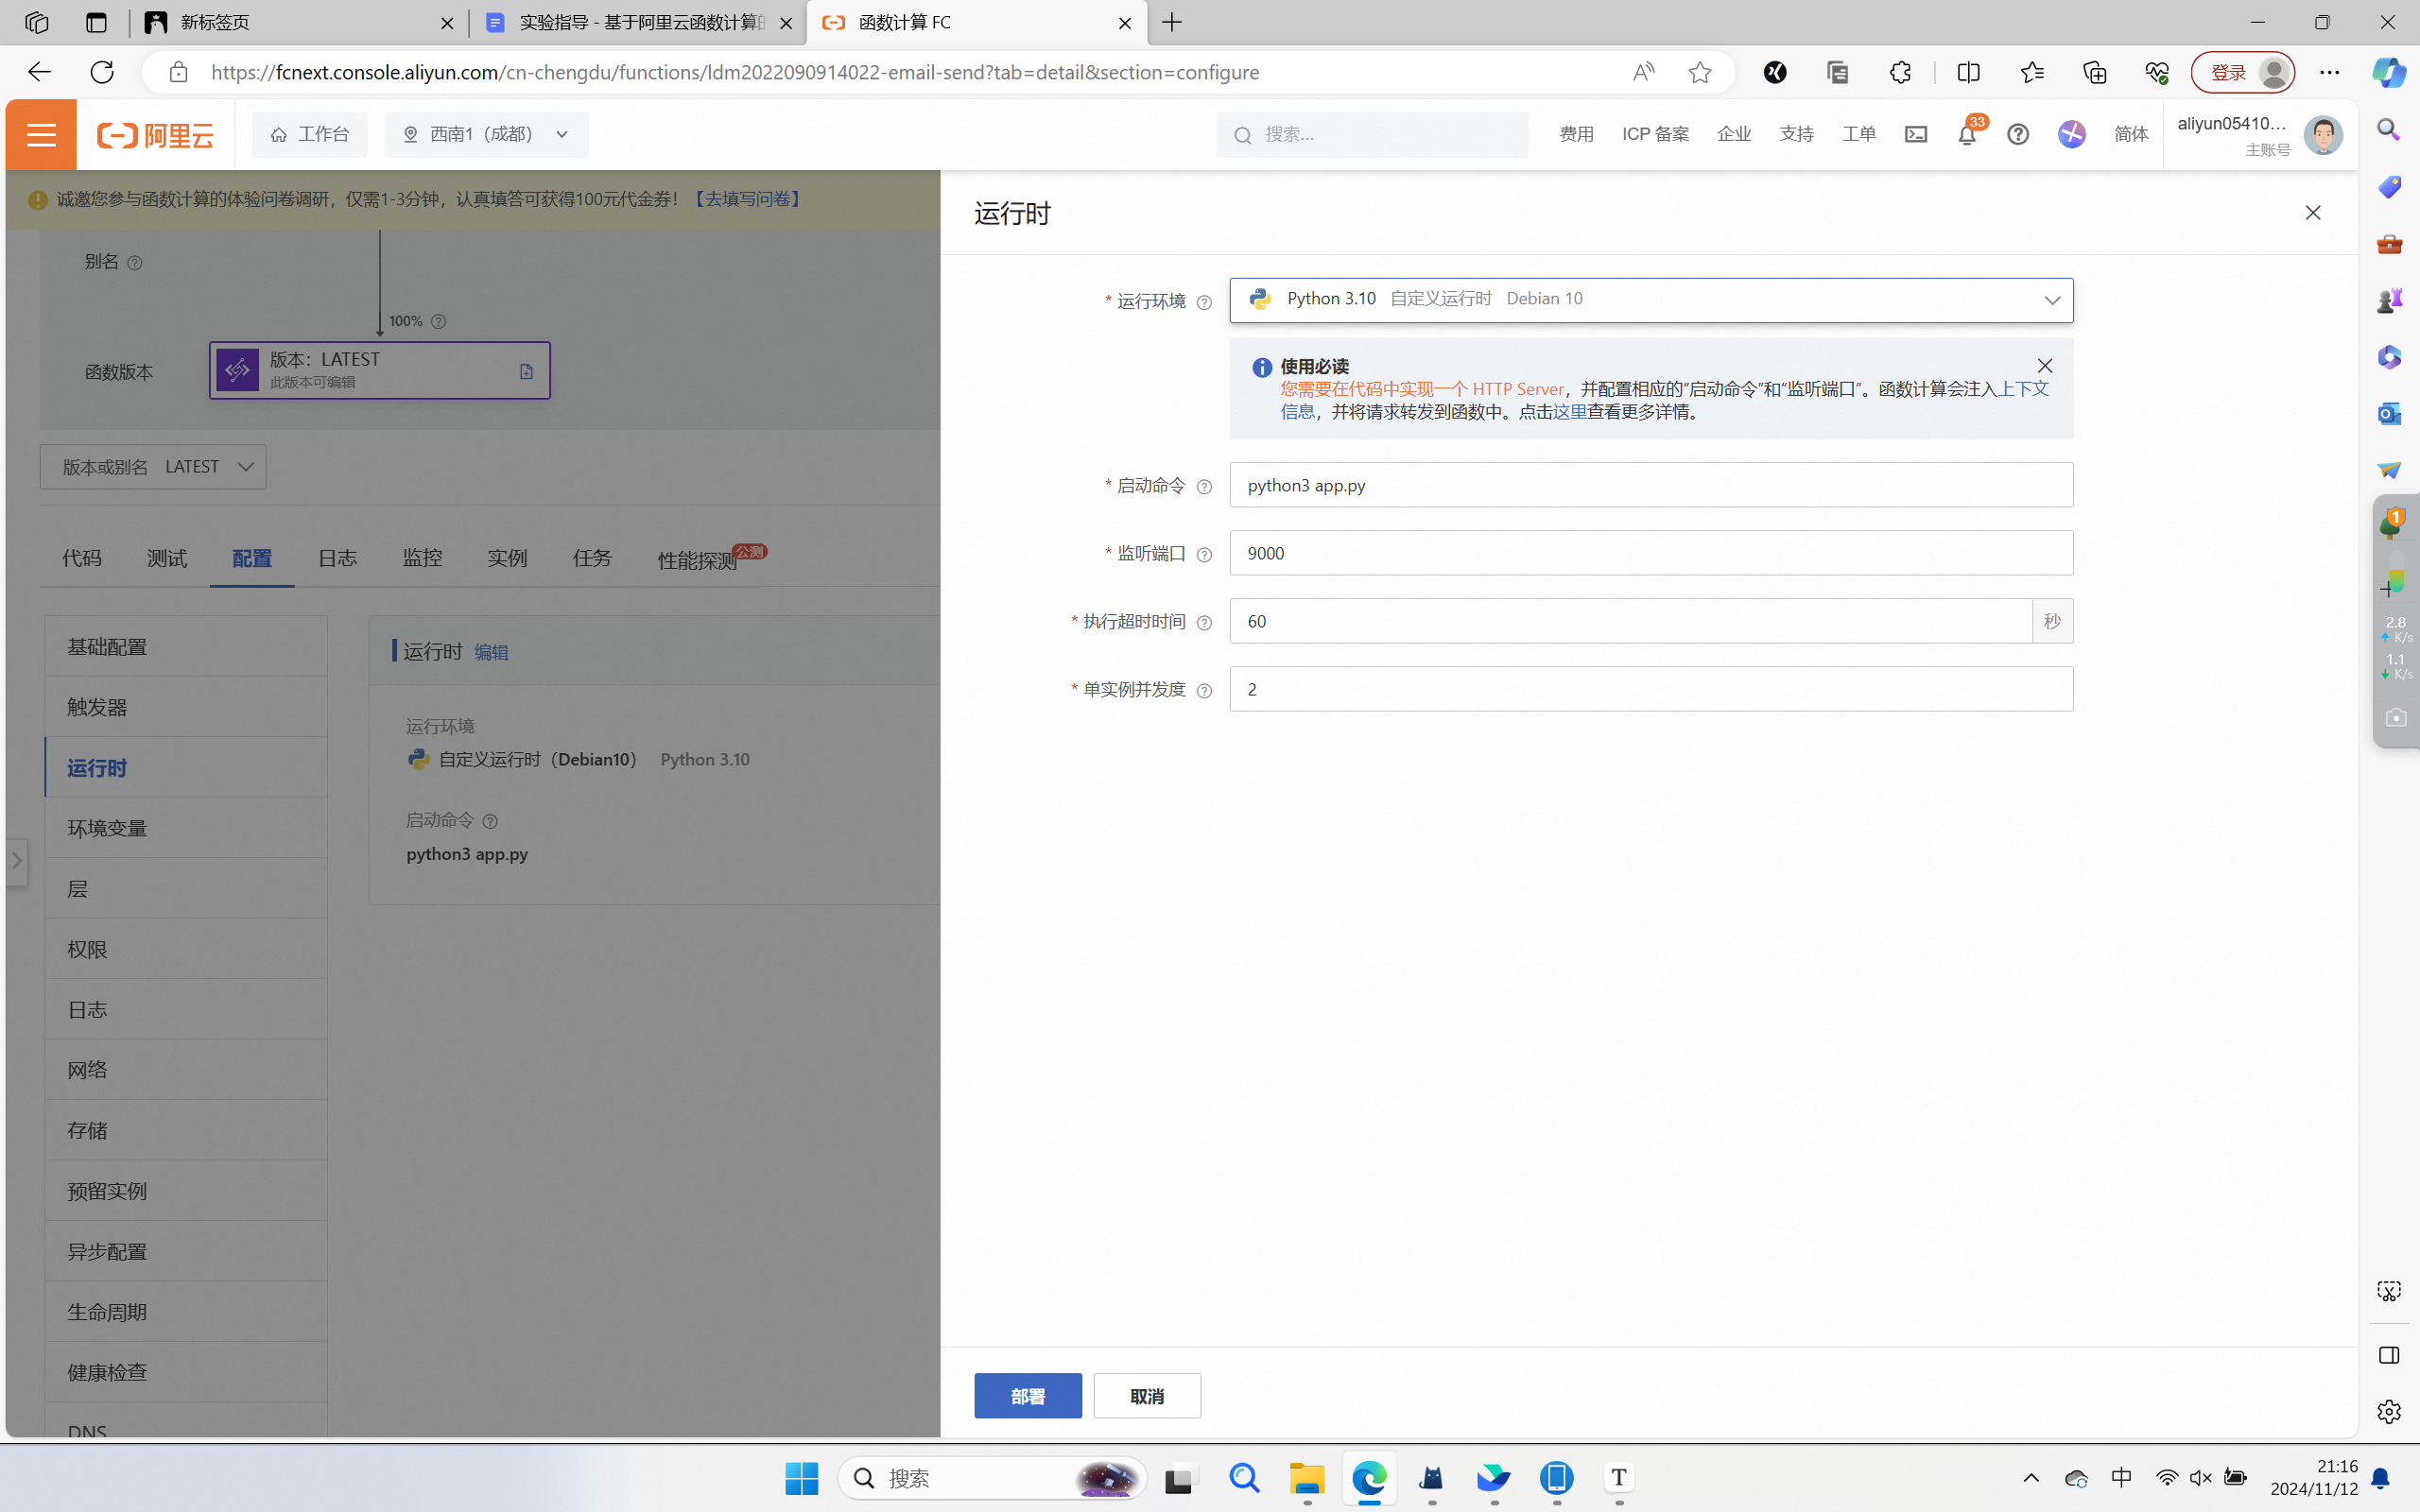 新标签页
实验指导 - 基于阿里云函数计算的
函数计算 FC
https://fcnext.console.aliyun.com/cn-chengdu/functions/ldm2022090914022-email-send?tab=detail&section=configure
登录
阿里云
工作台
西南1（成都）
搜索...
费用
ICP 备案
企业
支持
工单
33
简体
aliyun05410...
主账号
诚邀您参与函数计算的体验问卷调研，仅需1-3分钟，认真填答可获得100元代金券！【去填写问卷】
别名
100%
函数版本
版本：LATEST
此版本可编辑
版本或别名 LATEST
代码
测试
配置
日志
监控
实例
任务
性能探测
公测
基础配置
触发器
运行时
环境变量
层
权限
日志
网络
存储
预留实例
异步配置
生命周期
健康检查
DNS
运行时 编辑
运行环境
自定义运行时（Debian10） Python 3.10
启动命令
python3 app.py
运行时
* 运行环境
Python 3.10 自定义运行时 Debian 10
使用必读
您需要在代码中实现一个 HTTP Server，并配置相应的“启动命令”和”监听端口”。函数计算会注入上下文
信息，并将请求转发到函数中。点击这里查看更多详情。
* 启动命令
python3 app.py
* 监听端口
9000
* 执行超时时间
60
秒
* 单实例并发度
2
部署
取消
1
2.8
K/s
1.1
K/s
搜索
T
中
21:16
2024/11/12